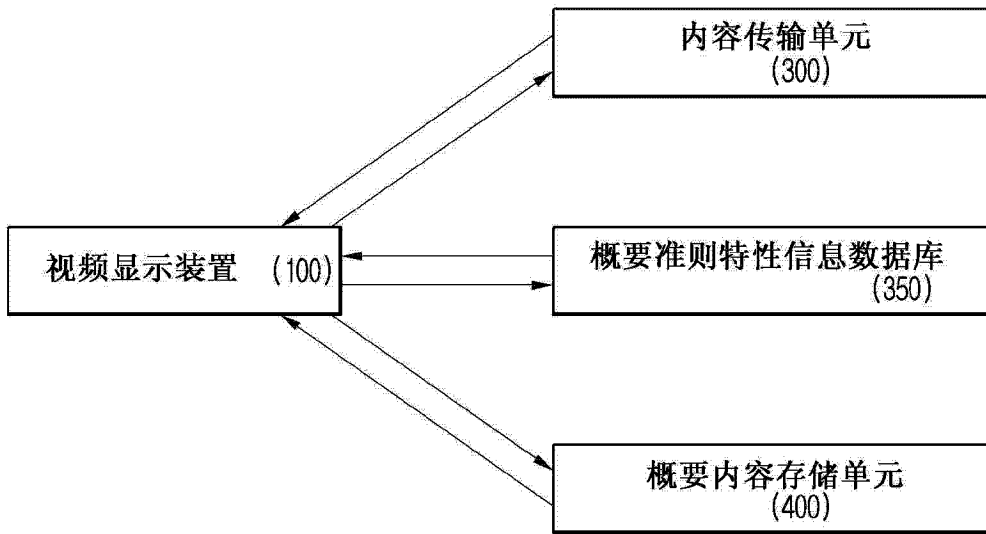 内容传输单元
(300)
视频显示装置 (100)
概要准则特性信息数据库
(350)
概要内容存储单元
(400)